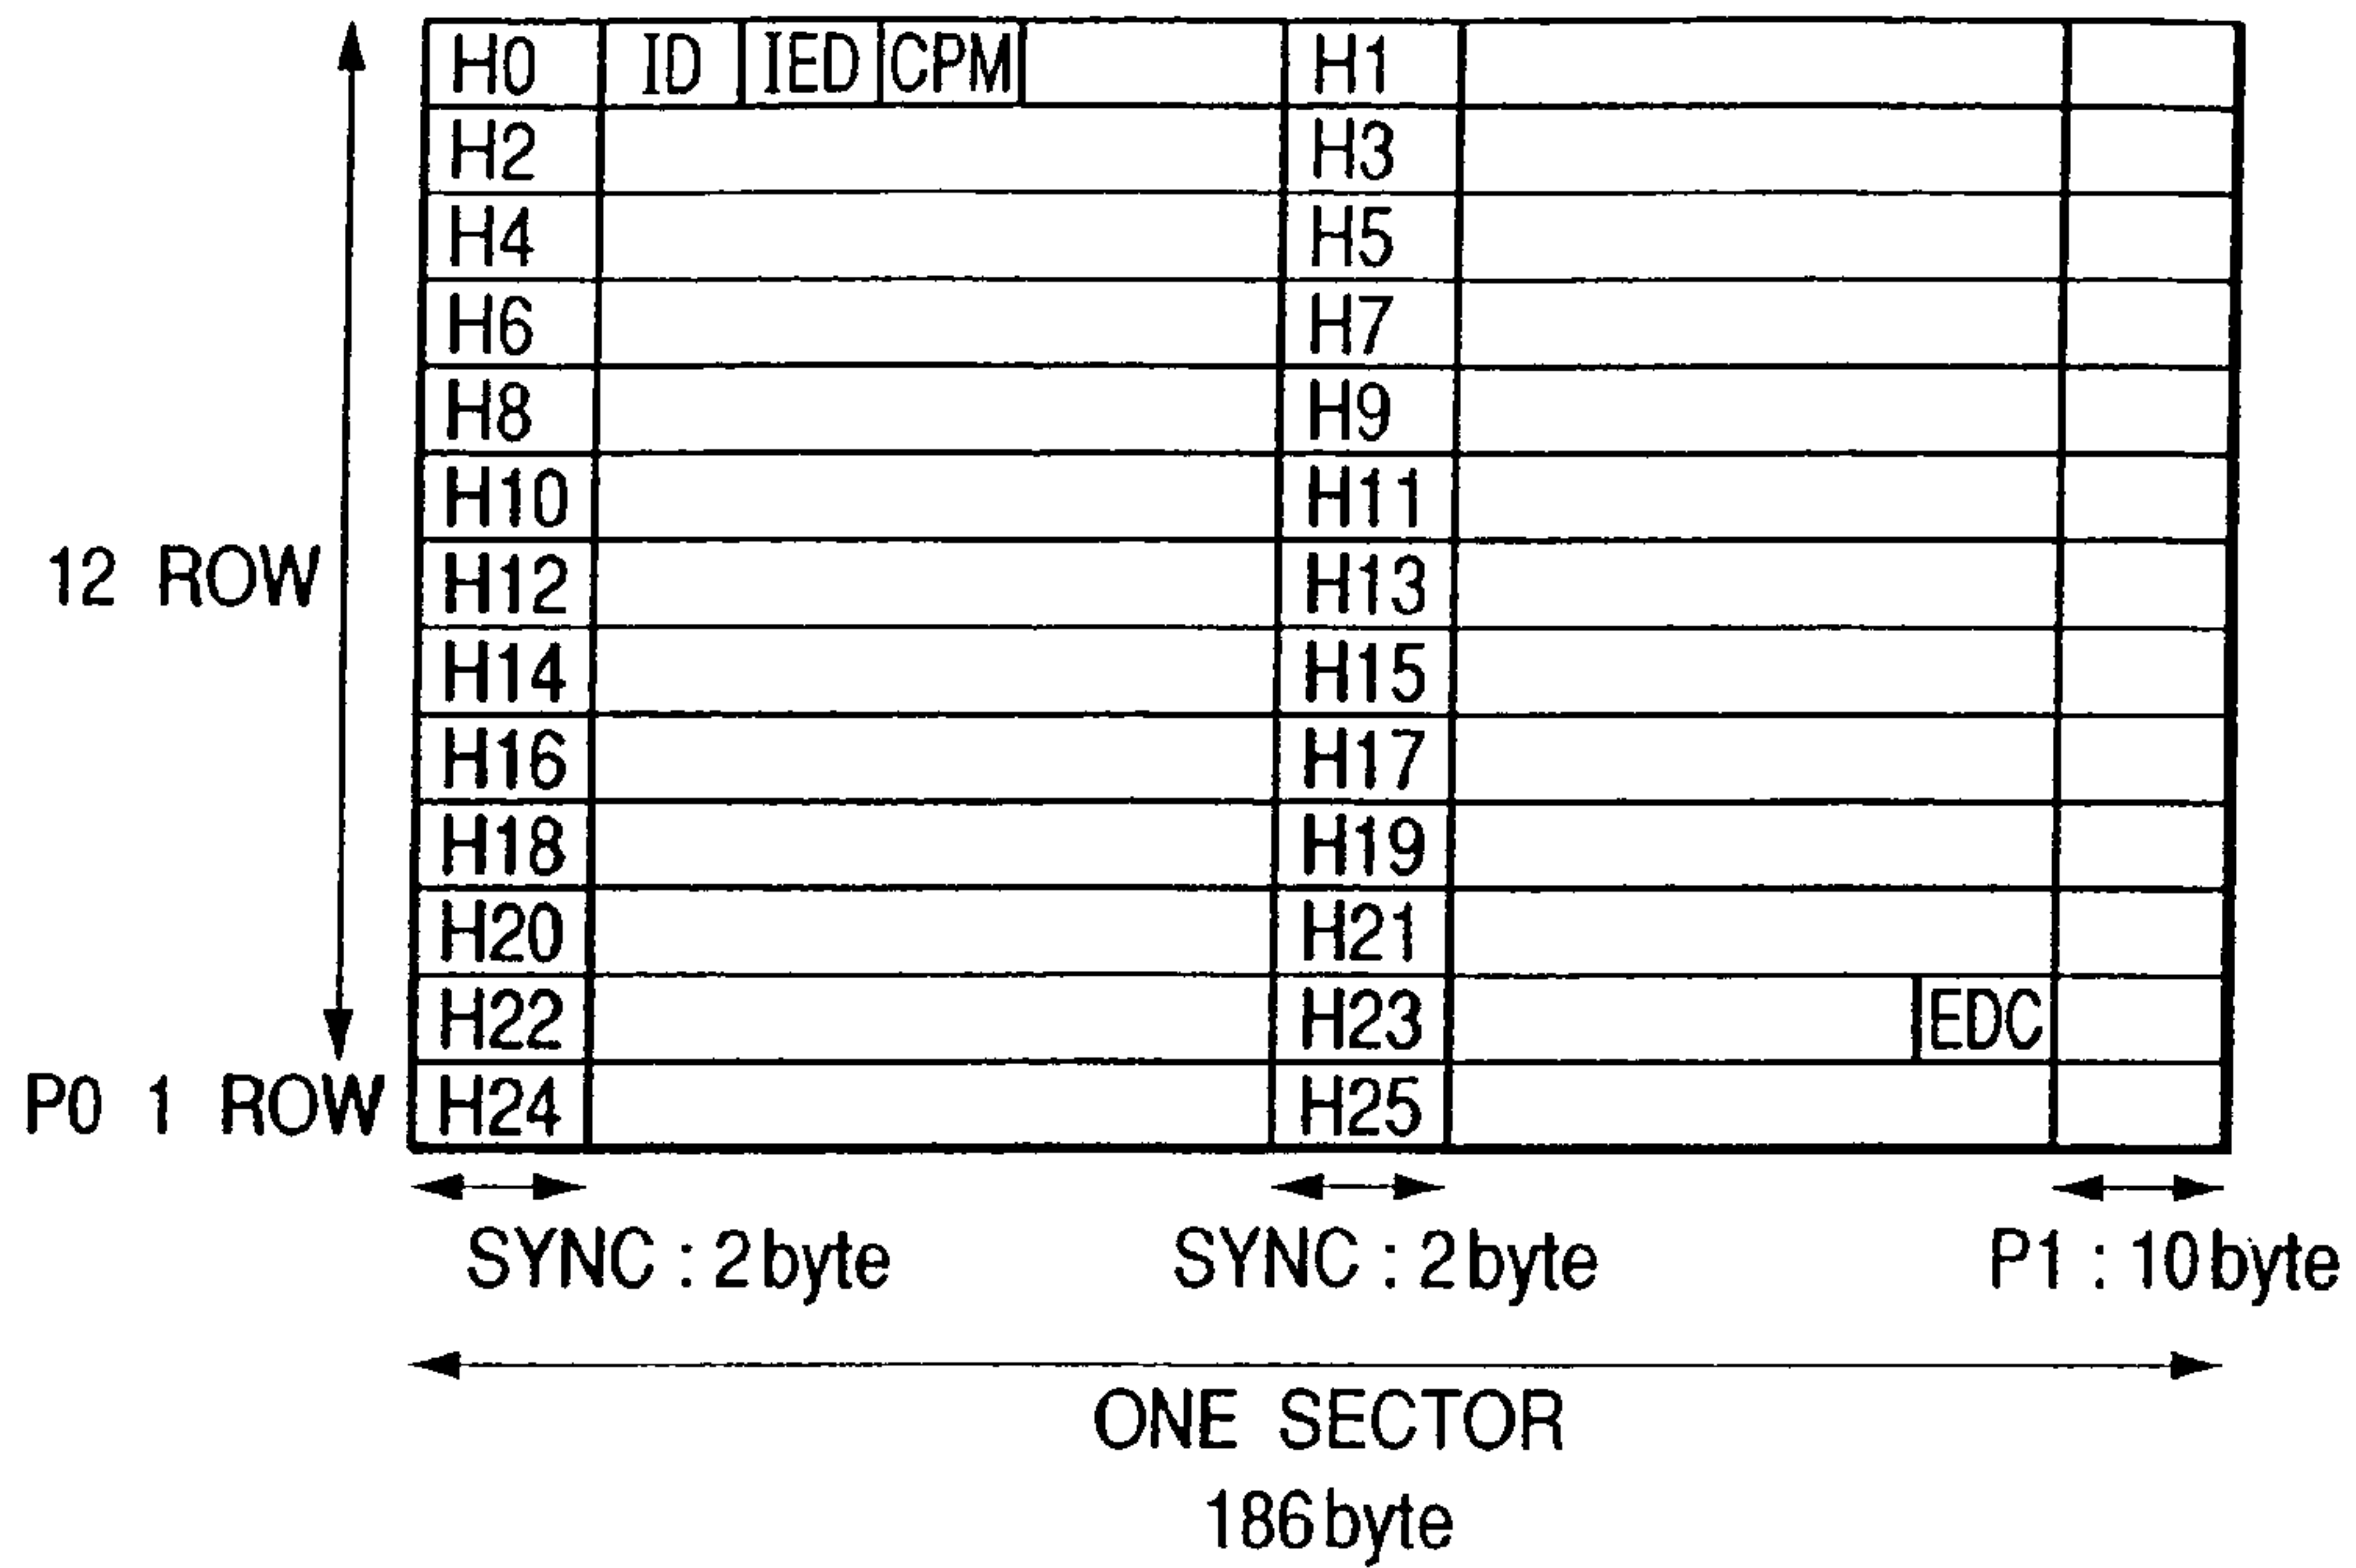 H0 ID IED CPM H1
H2 H3
H4 H5
H6 H7
H8 H9
H10 H11
12 ROW H12 H13
H14 H15
H16 H17
H18 H19
H20 H21
H22 H23 EDC
P0 1 ROW H24 H25
SYNC : 2 byte SYNC : 2 byte P1 : 10 byte
ONE SECTOR
186 byte